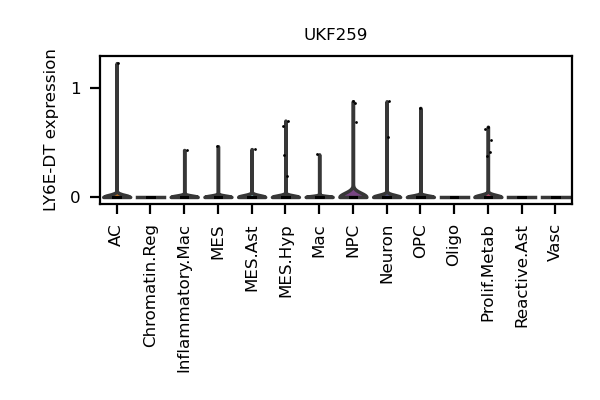 UKF259
LY6E-DT expression
1
0
AC
Chromatin.Reg
Inflammatory.Mac
MES
MES.Ast
MES.Hyp
Mac
NPC
Neuron
OPC
Oligo
Prolif.Metab
Reactive.Ast
Vasc